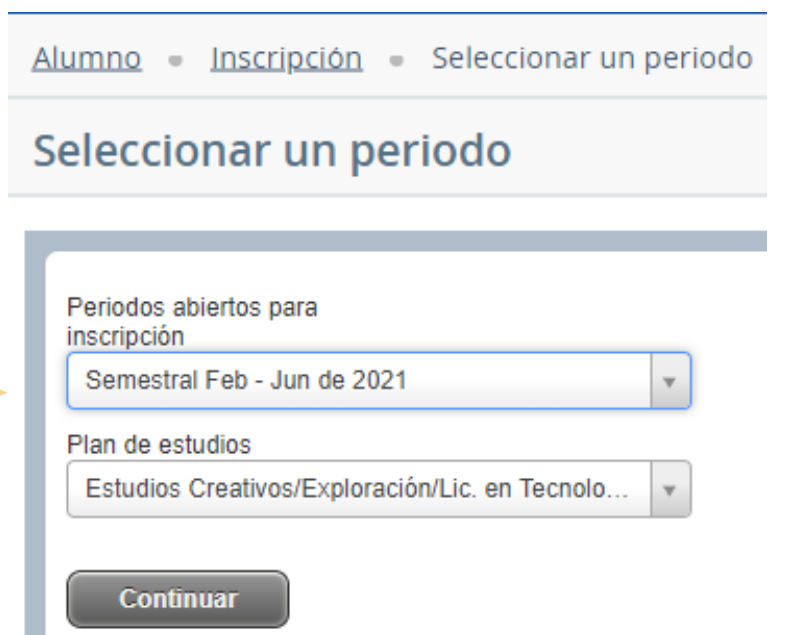 Alumno Inscripción Seleccionar un periodo
Seleccionar un periodo
Periodos abiertos para
inscripción
Semestral Feb - Jun de 2021
Plan de estudios
Estudios Creativos/Exploración/Lic. en Tecnolo...
Continuar